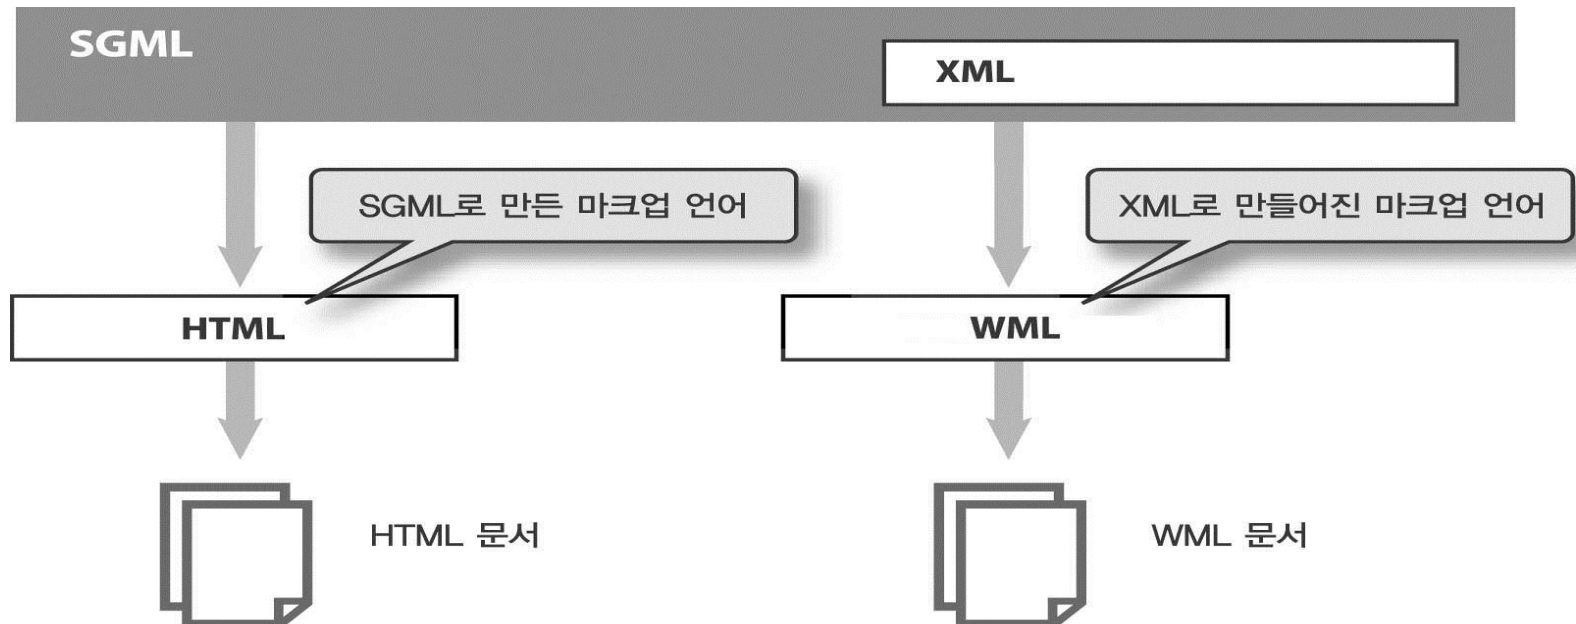 SGML
XML
SGML로 만든 마크업 언어
XML로 만들어진 마크업 언어
HTML
WML
HTML 문서
WML 문서